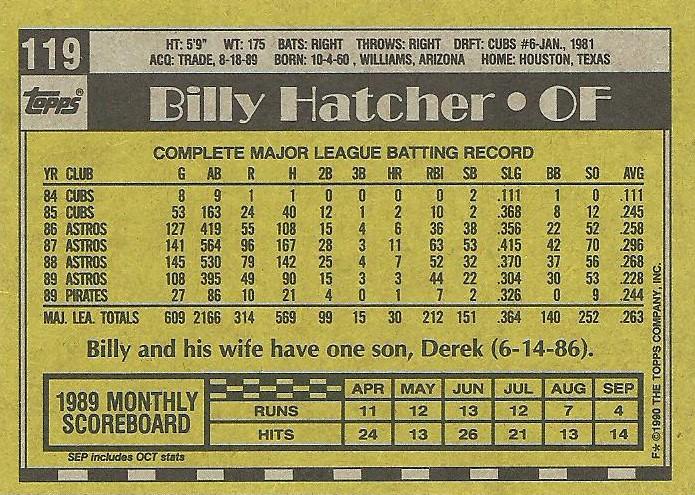 119
HT: 5'9" WT: 175 BATS: RIGHT THROWS: RIGHT DRFT: CUBS #6-JAN., 1981
ACQ: TRADE, 8-18-89 BORN: 10-4-60 , WILLIAMS, ARIZONA HOME: HOUSTON, TEXAS
TOPPS®
Billy Hatcher • OF
COMPLETE MAJOR LEAGUE BATTING RECORD
YR CLUB G AB R H 2B 3B HR RBI SB SLG BB SO AVG
84 CUBS 8 9 1 1 0 0 0 0 2 .111 1 0 .111
85 CUBS 53 163 24 40 12 1 2 10 2 .368 8 12 .245
86 ASTROS 127 419 55 108 15 4 6 36 38 .356 22 52 .258
87 ASTROS 141 564 96 167 28 3 11 63 53 .415 42 70 .296
88 ASTROS 145 530 79 142 25 4 7 52 32 .370 37 56 .268
89 ASTROS 108 395 49 90 15 3 3 44 22 .304 30 53 .228
89 PIRATES 27 86 10 21 4 0 1 7 2 .326 0 9 .244
MAJ. LEA. TOTALS 609 2166 314 569 99 15 30 212 151 .364 140 252 .263
Billy and his wife have one son, Derek (6-14-86).
1989 MONTHLY SCOREBOARD
APR MAY JUN JUL AUG SEP
RUNS 11 12 13 12 7 4
HITS 24 13 26 21 13 14
SEP includes OCT stats
F* ©1990 THE TOPPS COMPANY, INC.